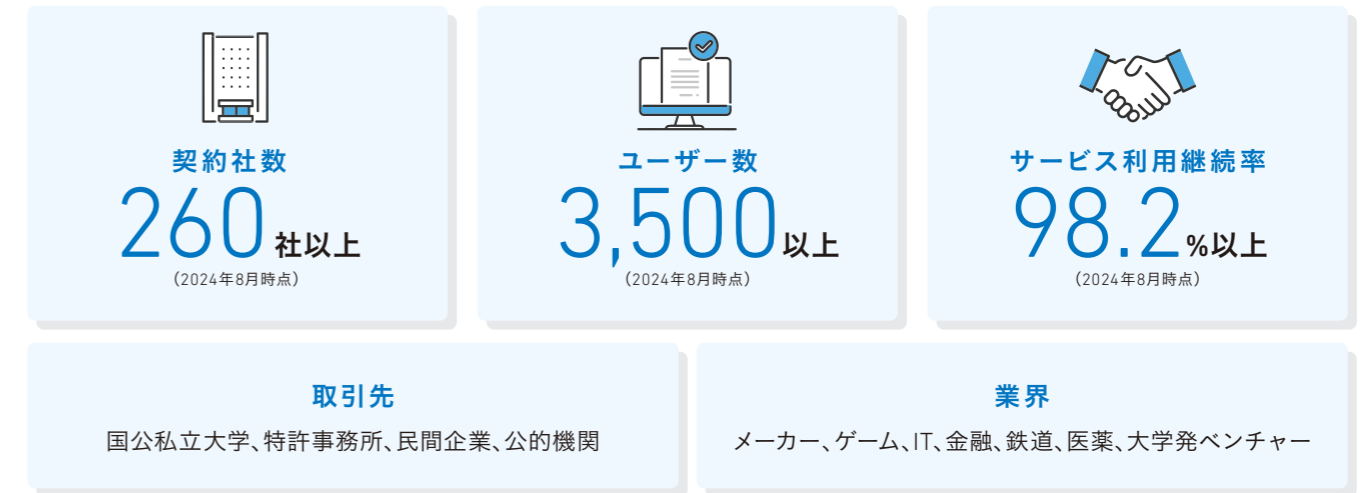 契約社数
260社以上
（2024年8月時点）
ユーザー数
3,500以上
（2024年8月時点）
サービス利用継続率
98.2%以上
（2024年8月時点）
取引先
国公私立大学、特許事務所、民間企業、公的機関
業界
メーカー、ゲーム、IT、金融、鉄道、医薬、大学発ベンチャー